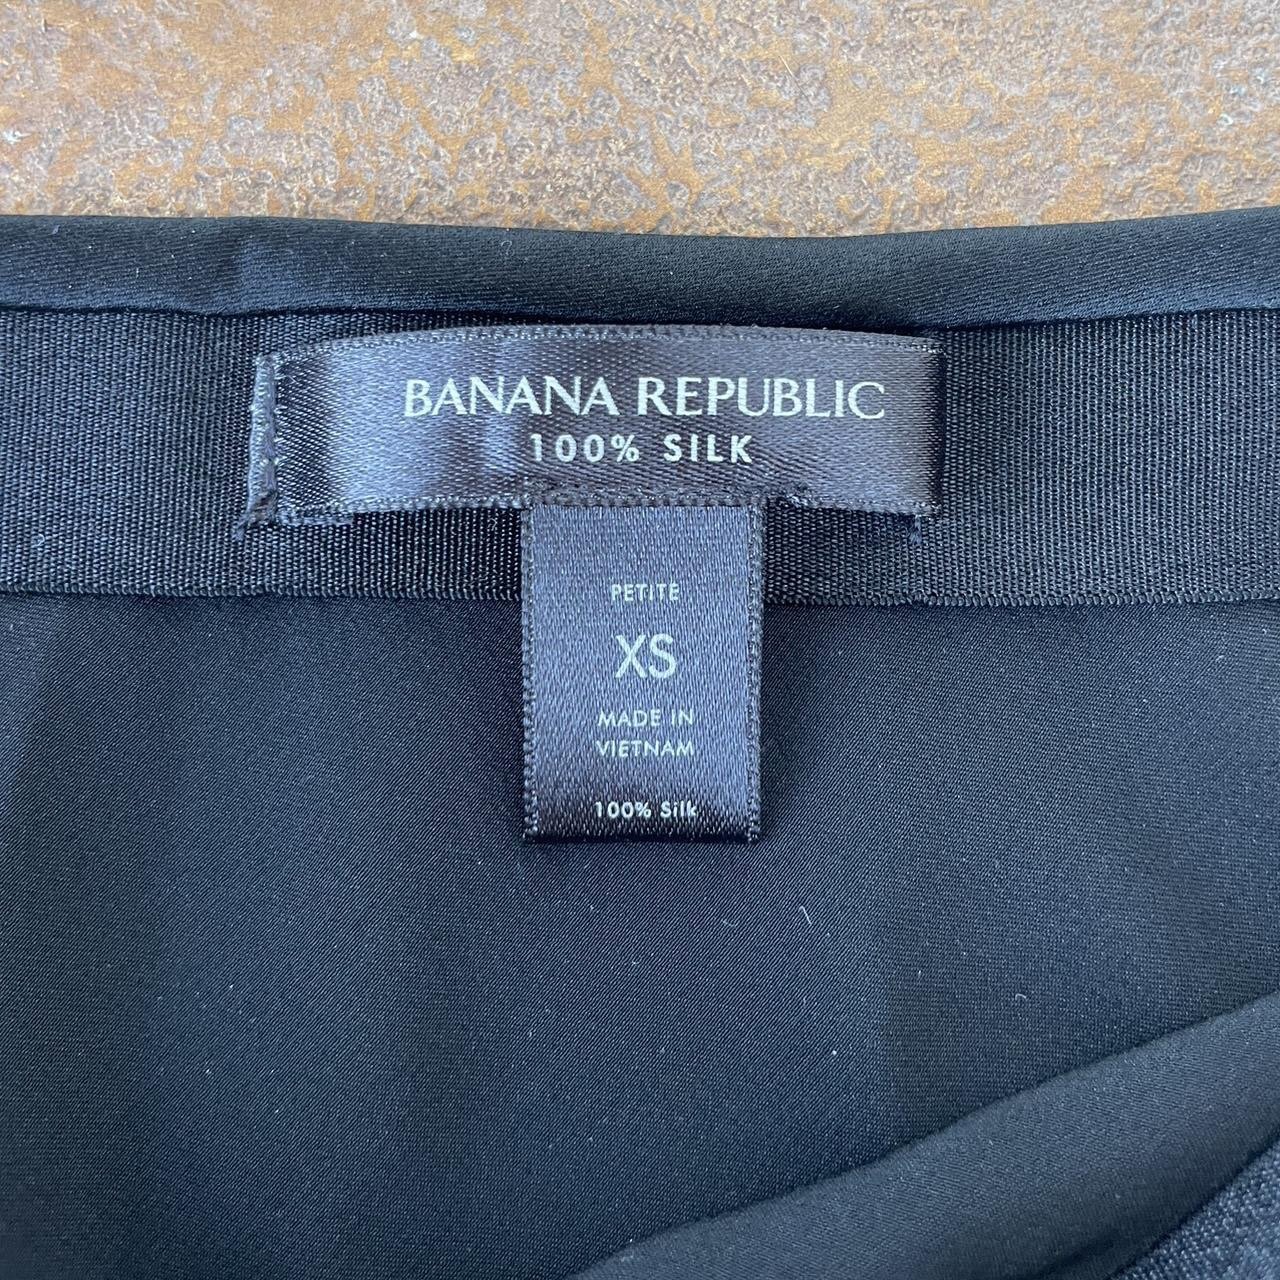 BANANA REPUBLIC
100% SILK
PETITE
XS
MADE IN
VIETNAM
100% Silk